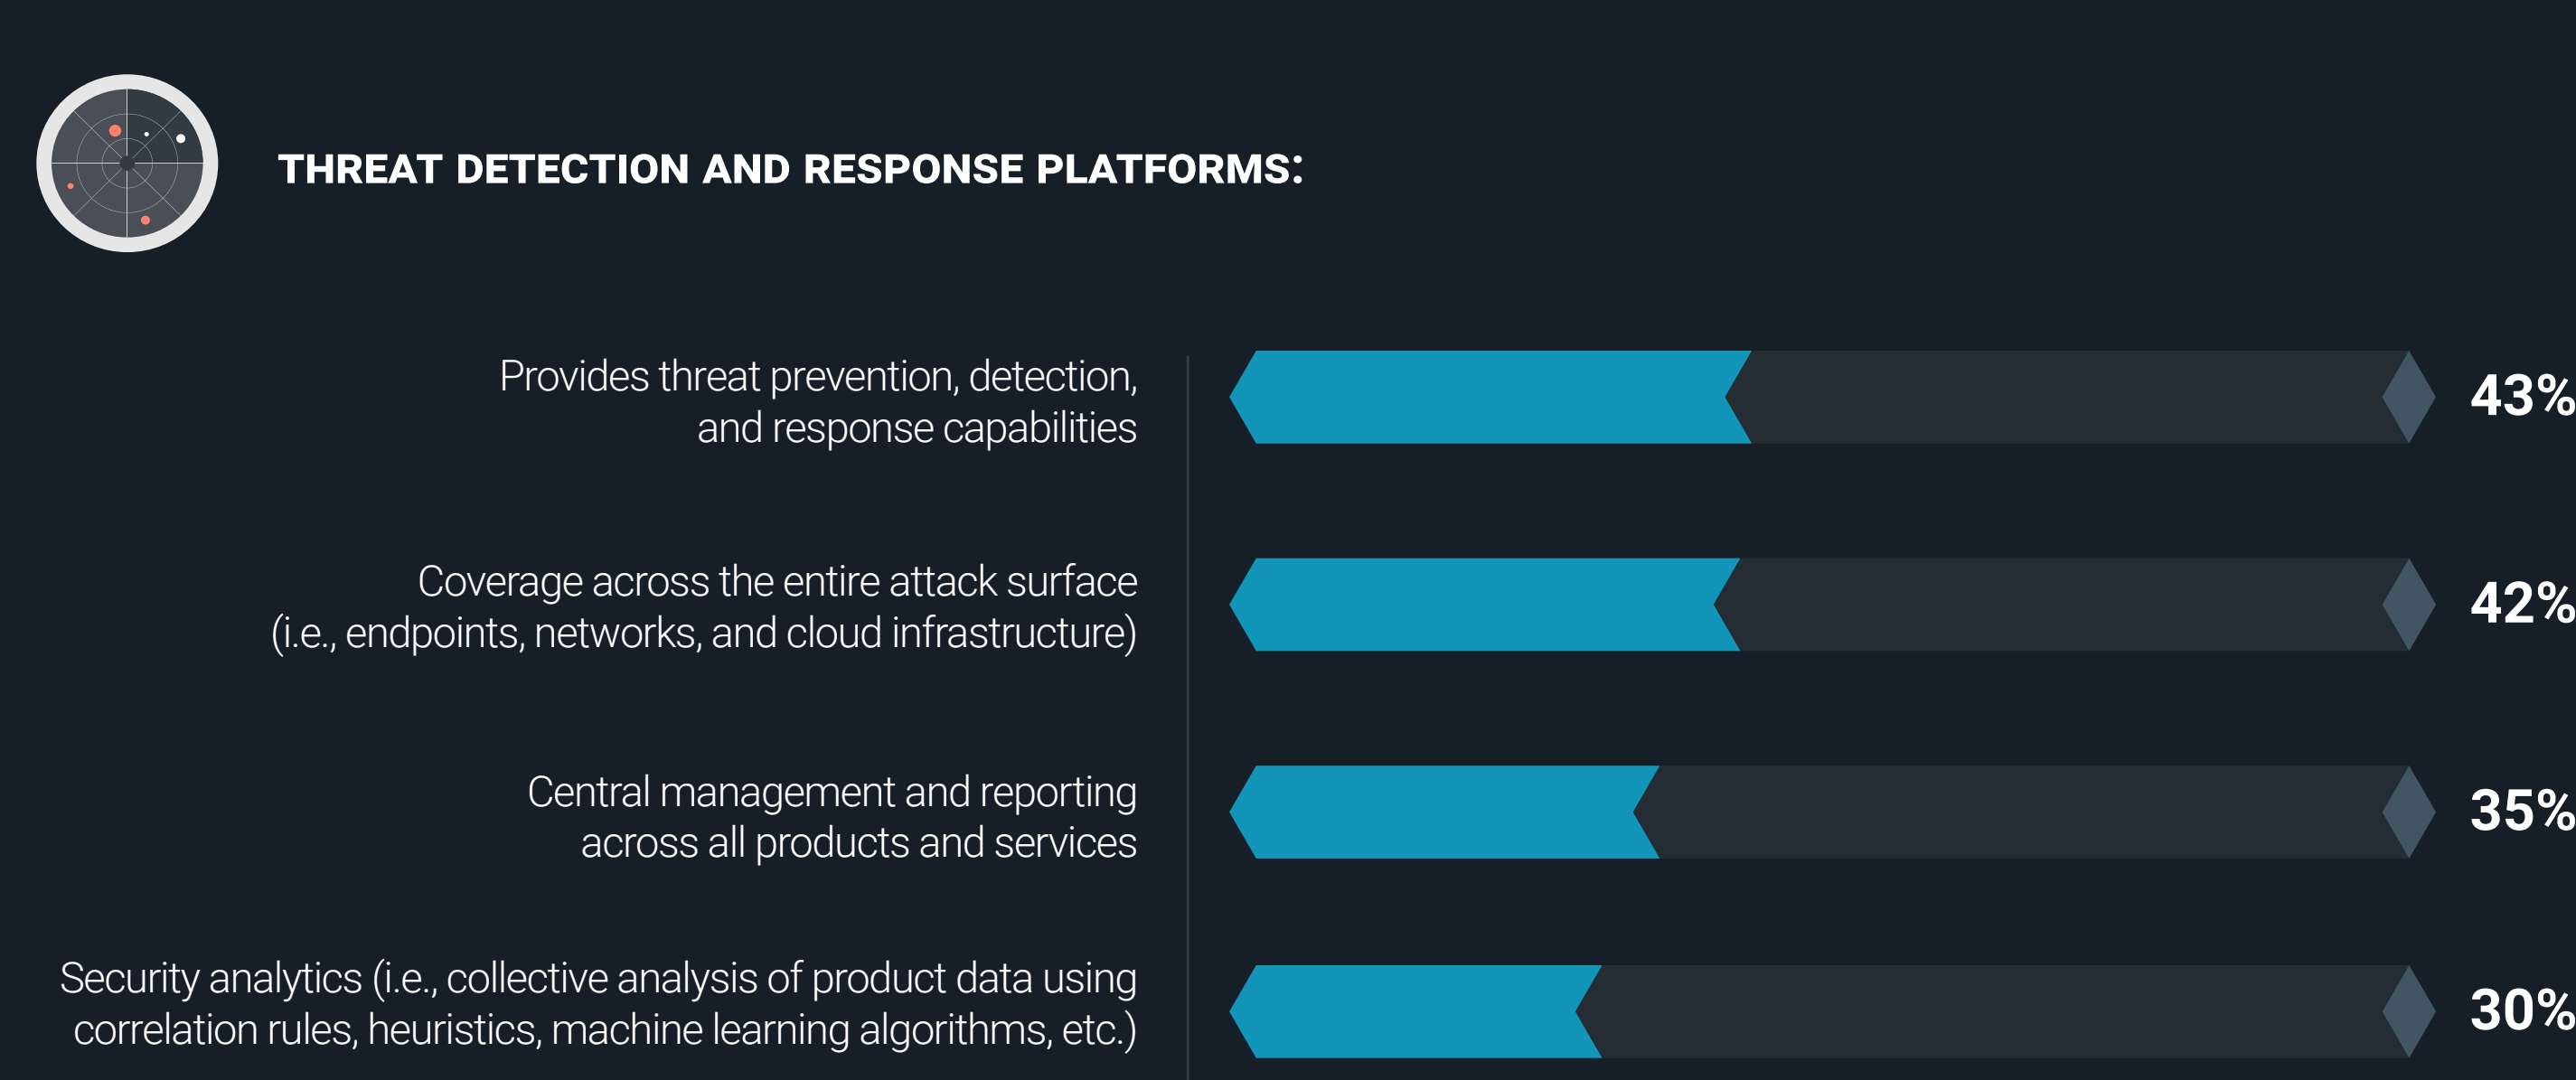 THREAT DETECTION AND RESPONSE PLATFORMS:
Provides threat prevention, detection,
and response capabilities
43%
Coverage across the entire attack surface
(i.e., endpoints, networks, and cloud infrastructure)
42%
Central management and reporting
across all products and services
35%
Security analytics (i.e., collective analysis of product data using
correlation rules, heuristics, machine learning algorithms, etc.)
30%